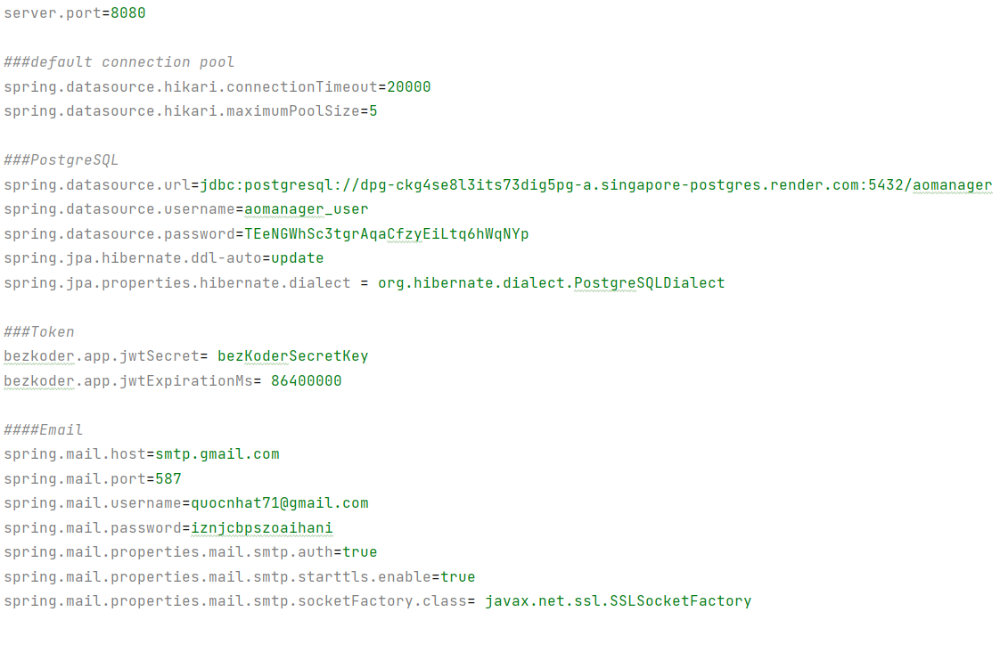 server.port=8080
###default connection pool
spring.datasource.hikari.connectionTimeout=20000
spring.datasource.hikari.maximumPoolSize=5
###PostgreSQL
spring.datasource.url=jdbc:postgresql://dpg-ckg4se8l3its73dig5pg-a.singapore-postgres.render.com:5432/aomanager
spring.datasource.username=aomanager_user
spring.datasource.password=TEeNGWhSc3tgrAqaCfzyEiLtq6hWqNYp
spring.jpa.hibernate.ddl-auto=update
spring.jpa.properties.hibernate.dialect = org.hibernate.dialect.PostgreSQLDialect
###Token
bezkoder.app.jwtSecret= bezKoderSecretKey
bezkoder.app.jwtExpirationMs= 86400000
####Email
spring.mail.host=smtp.gmail.com
spring.mail.port=587
spring.mail.username=quocnhat71@gmail.com
spring.mail.password=iznjcbpszoaihani
spring.mail.properties.mail.smtp.auth=true
spring.mail.properties.mail.smtp.starttls.enable=true
spring.mail.properties.mail.smtp.socketFactory.class= javax.net.ssl.SSLSocketFactory